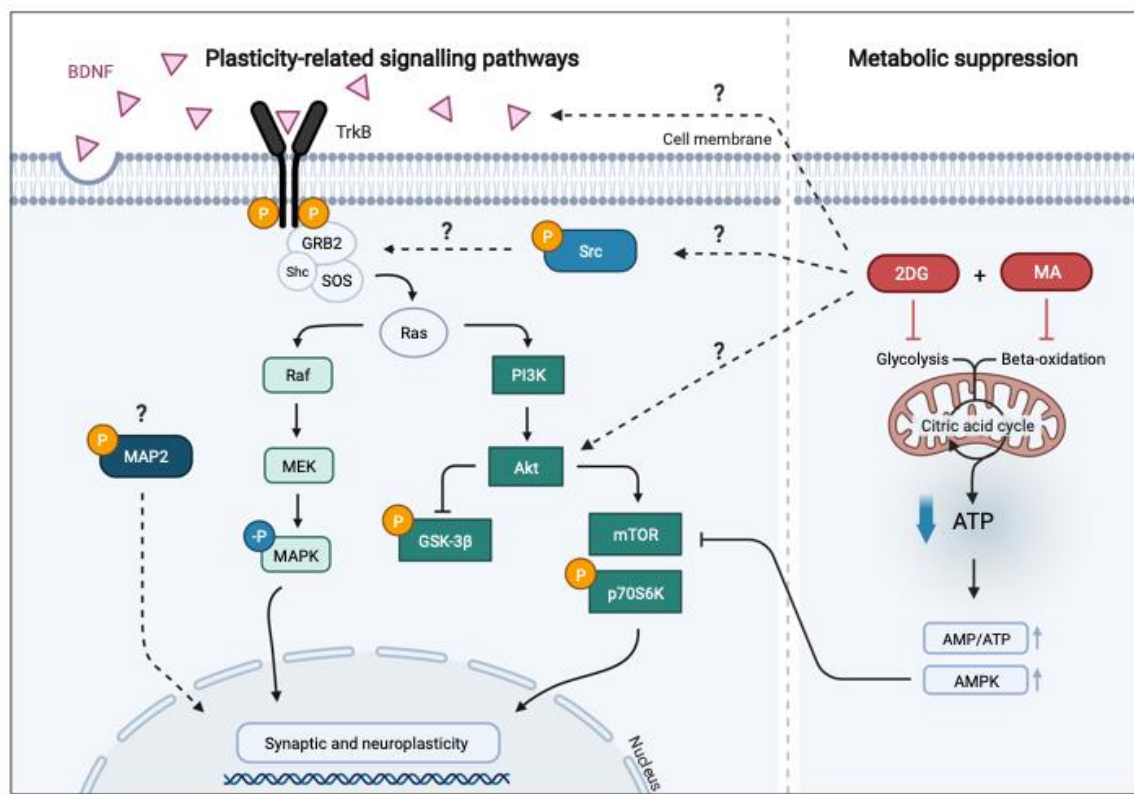 Plasticity-related signalling pathways
Metabolic suppression
BDNF
TrkB
?
Cell membrane
P
P
GRB2
Shc
SOS
?
P
Src
?
2DG
+
MA
Ras
?
Glycolysis
Beta-oxidation
Raf
PI3K
?
P
MAP2
Citric acid cycle
MEK
Akt
ATP
-P
MAPK
P
GSK-3β
mTOR
P
p70S6K
AMP/ATP
AMPK
Synaptic and neuroplasticity
Nucleus